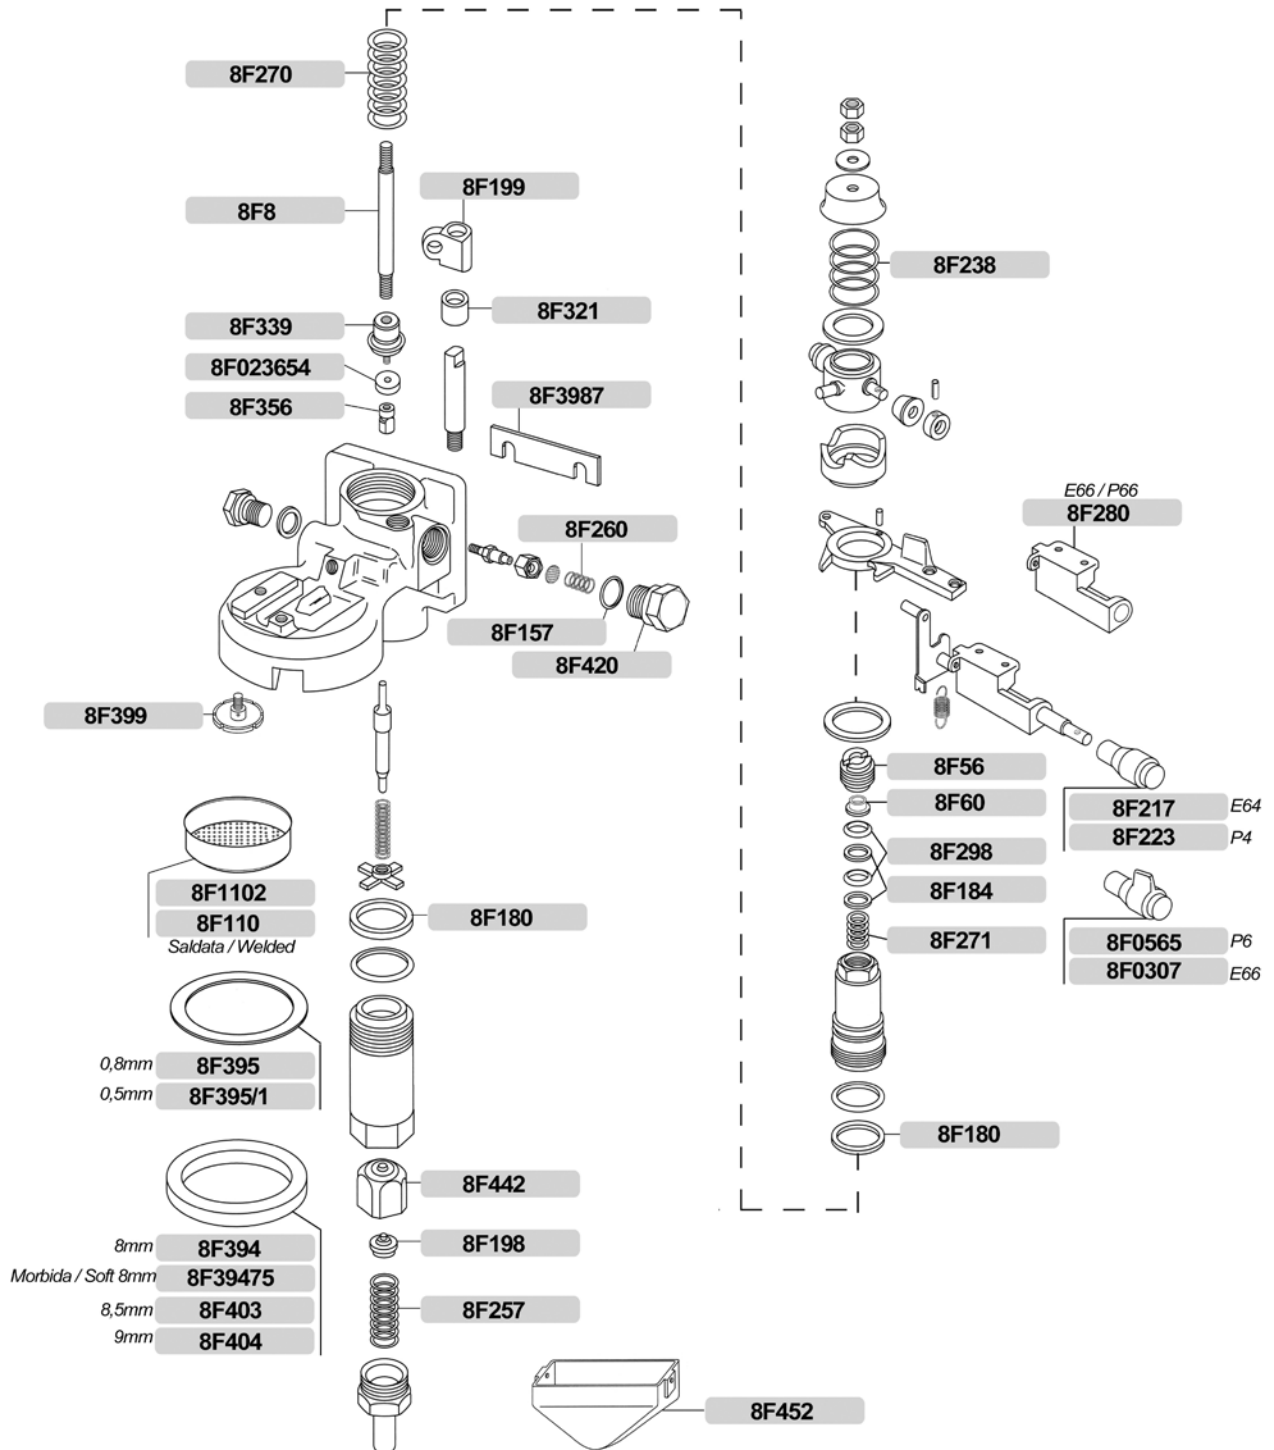 8F270
8F8
8F199
8F339
8F321
8F023654
8F356
8F3987
8F260
8F157
8F420
8F399
8F1102
8F110
Saldata / Welded
8F180
0,8mm 8F395
0,5mm 8F395/1
8mm 8F394
Morbida / Soft 8mm 8F39475
8,5mm 8F403
9mm 8F404
8F442
8F198
8F257
8F452
8F238
E66 / P66
8F280
8F56
8F60
8F298
8F184
8F271
8F217 E64
8F223 P4
8F0565 P6
8F0307 E66
8F180